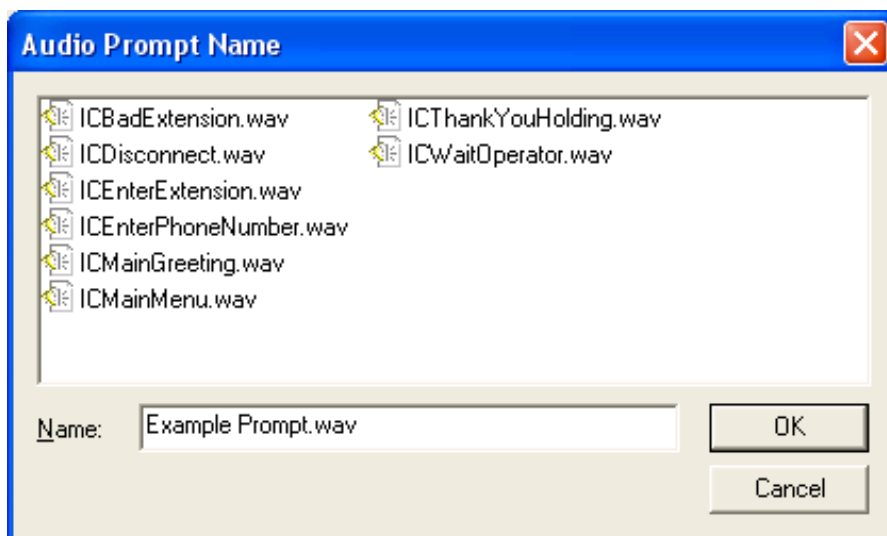 Audio Prompt Name
ICBadExtension.wav
ICDisconnect.wav
ICEnterExtension.wav
ICEnterPhoneNumber.wav
ICMainGreeting.wav
ICMainMenu.wav
ICThankYouHolding.wav
ICWaitOperator.wav
Name: Example Prompt.wav
OK
Cancel